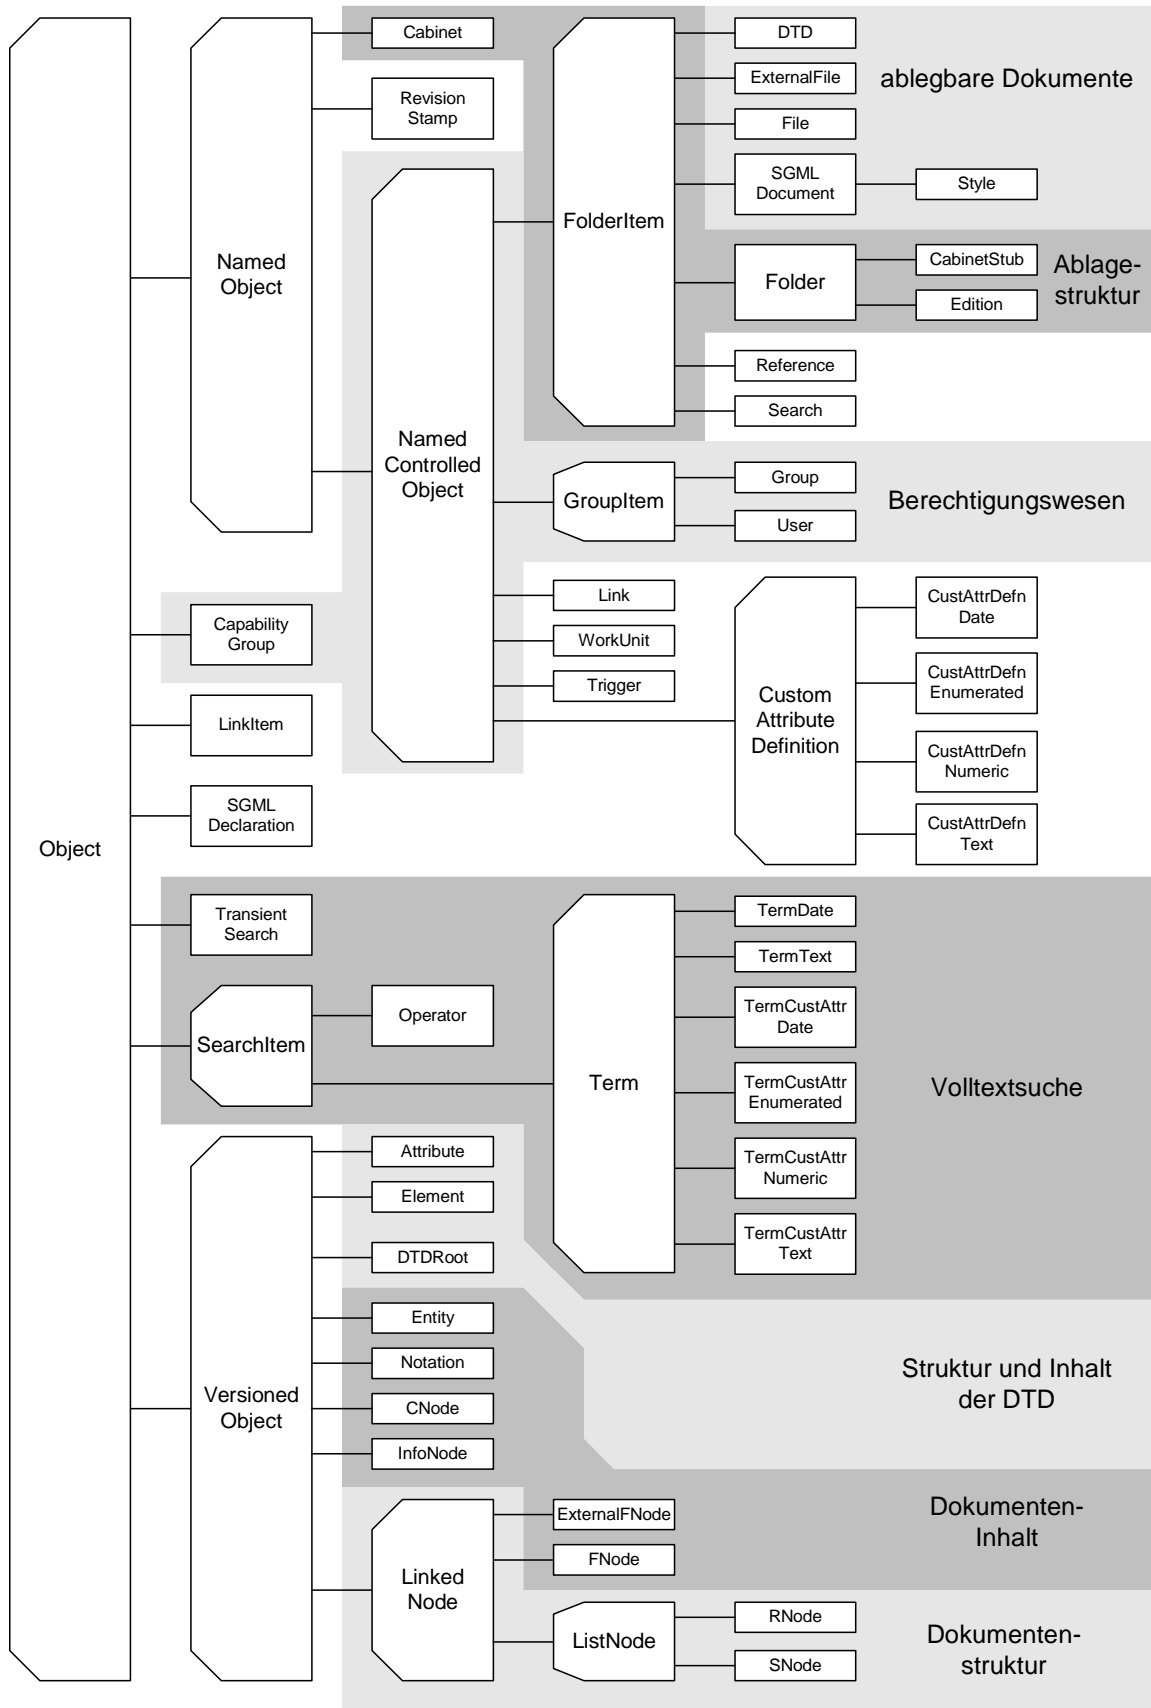 Object
Named
Object
Capability
Group
LinkItem
SGML
Declaration
Transient
Search
SearchItem
Versioned
Object
Cabinet
Revision
Stamp
Named
Controlled
Object
Operator
Attribute
Element
DTDRoot
Entity
Notation
CNode
InfoNode
Linked
Node
FolderItem
GroupItem
Link
WorkUnit
Trigger
Term
ExternalFNode
FNode
ListNode
DTD
ExternalFile
File
SGML
Document
Folder
Reference
Search
Group
User
Custom
Attribute
Definition
TermDate
TermText
TermCustAttr
Date
TermCustAttr
Enumerated
TermCustAttr
Numeric
TermCustAttr
Text
RNode
SNode
Style
CabinetStub
Edition
CustAttrDefn
Date
CustAttrDefn
Enumerated
CustAttrDefn
Numeric
CustAttrDefn
Text
ablegbare Dokumente
Ablage-
struktur
Berechtigungswesen
Volltextsuche
Struktur und Inhalt
der DTD
Dokumenten-
Inhalt
Dokumenten-
struktur